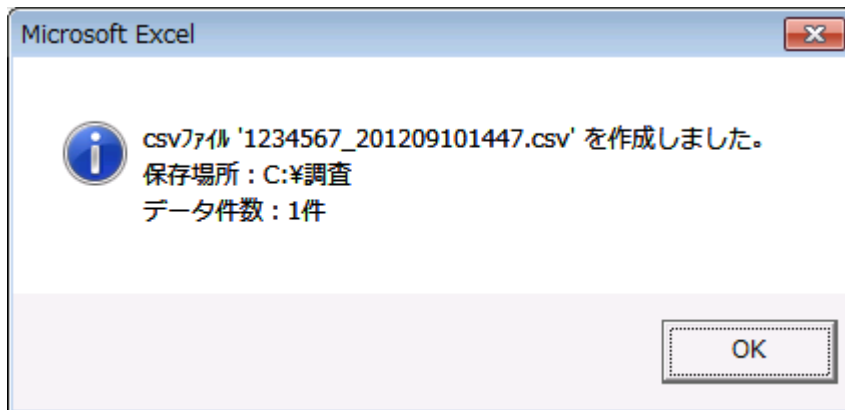 Microsoft Excel
csvﾌｧｲﾙ '1234567_201209101447.csv' を作成しました。
保存場所：C:¥調査
データ件数：1件
OK